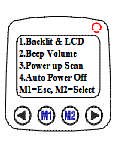 1.Backlit & LCD
2.Beep Volume
3.Power up Scan
4.Auto Power Off
M1=Esc, M2=Select
M1 M2